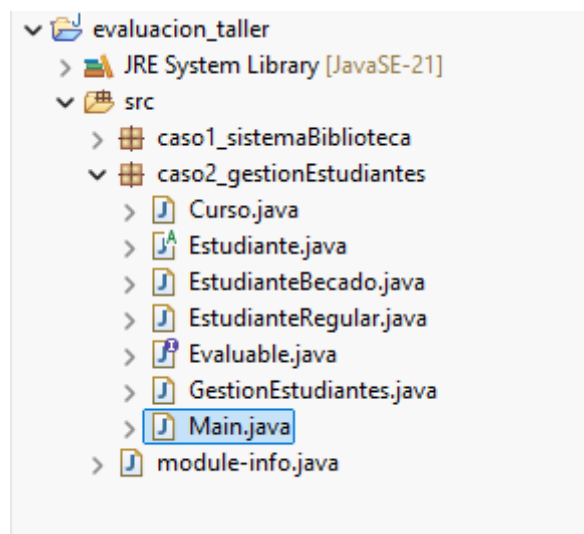 evaluacion_taller
JRE System Library [JavaSE-21]
src
caso1_sistemaBiblioteca
caso2_gestionEstudiantes
Curso.java
Estudiante.java
EstudianteBecado.java
EstudianteRegular.java
Evaluable.java
GestionEstudiantes.java
Main.java
module-info.java